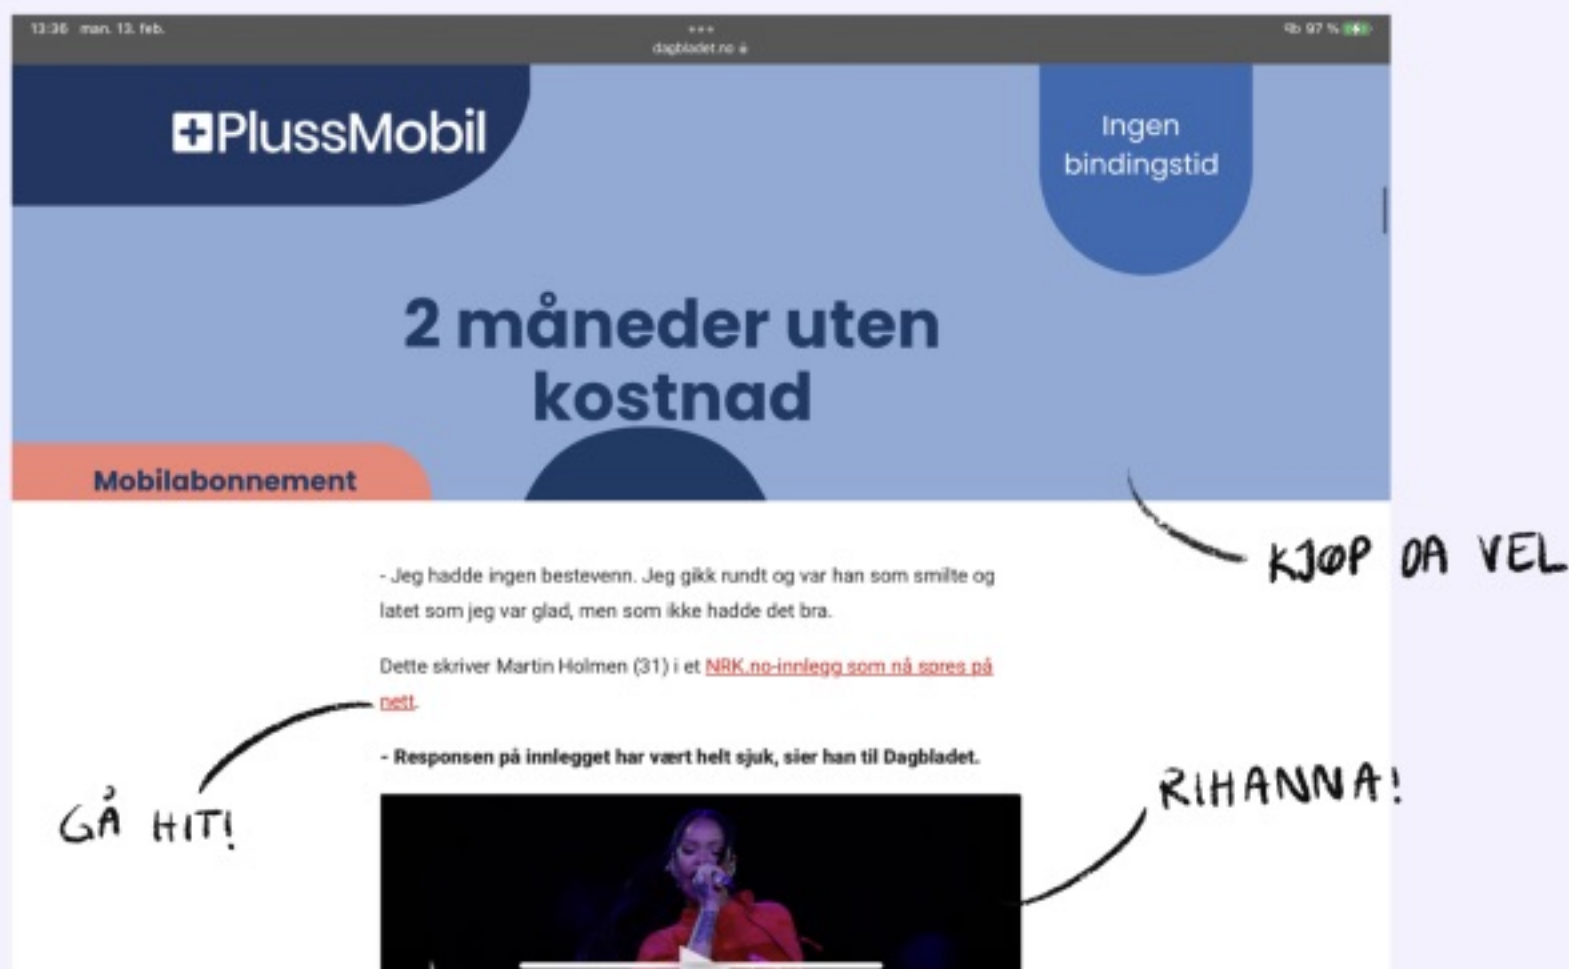 13:36 man. 13. feb.
97 %
dagbladet.no
PlussMobil
Ingen
bindingstid
2 måneder uten
kostnad
Mobilabonnement
KJØP DA VEL
- Jeg hadde ingen bestevenn. Jeg gikk rundt og var han som smilte og
latet som jeg var glad, men som ikke hadde det bra.
Dette skriver Martin Holmen (31) i et NRK.no-innlegg som nå spres på
nett.
- Responsen på innlegget har vært helt sjuk, sier han til Dagbladet.
GÅ HIT!
RIHANNA!